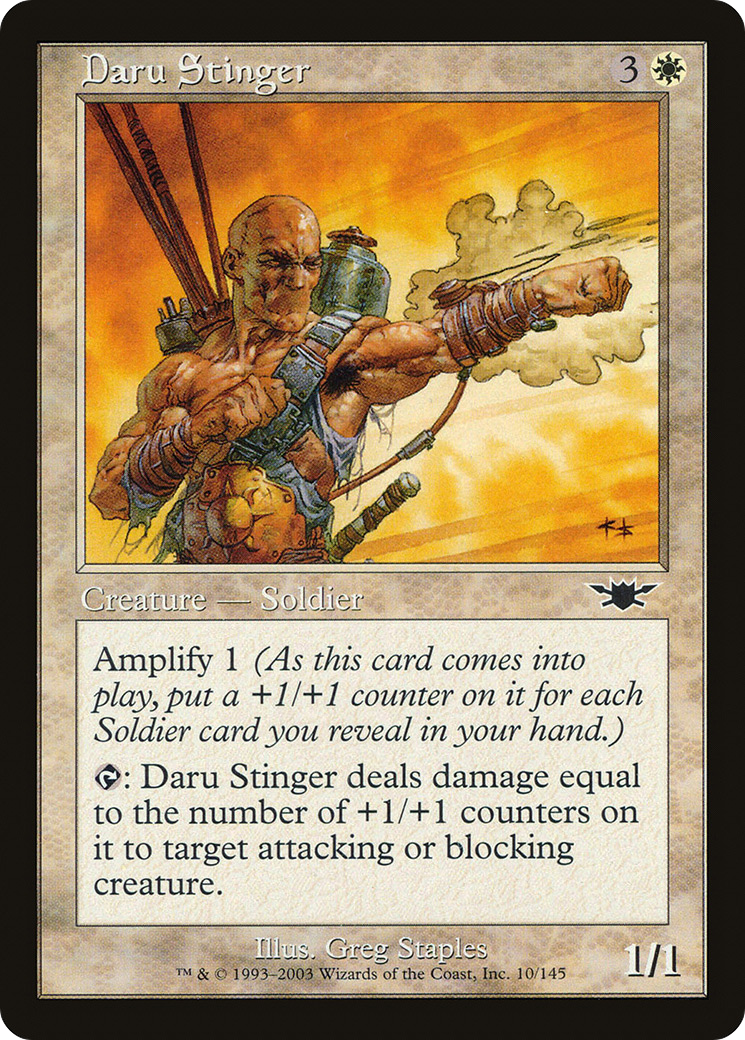 Daru Stinger 3
Creature — Soldier
Amplify 1 (As this card comes into
play, put a +1/+1 counter on it for each
Soldier card you reveal in your hand.)
: Daru Stinger deals damage equal
to the number of +1/+1 counters on
it to target attacking or blocking
creature.
Illus. Greg Staples
™ & © 1993–2003 Wizards of the Coast, Inc. 10/145
1/1